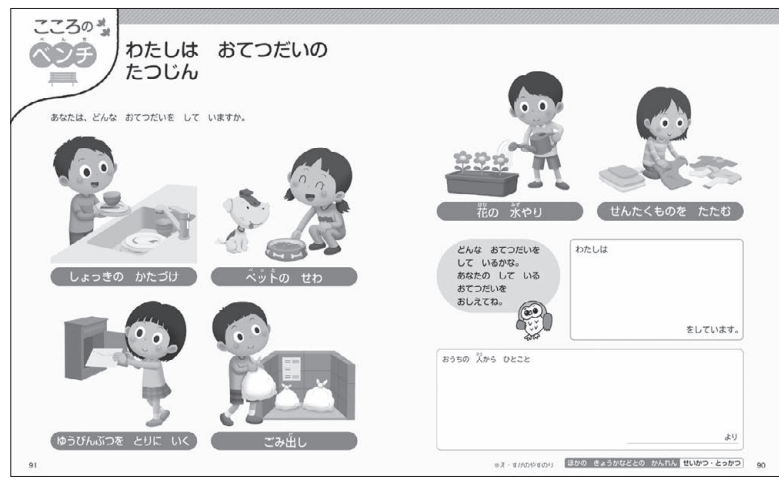 こころの
ベンチ
わたしは　おてつだいの
たつじん
あなたは、どんな　おてつだいを　して　いますか。
しょっきの　かたづけ
ペットの　せわ
ゆうびんぶつを　とりに　いく
ごみ出し
91
花の　水やり
せんたくものを　たたむ
どんな　おてつだいを
して　いるかな。
あなたの　して　いる
おてつだいを
おしえてね。
わたしは
をしています。
おうちの　人から　ひとこと
より
※え・すがのやすのり
ほかの　きょうかなどとの　かんれん　せいかつ・とっかつ
90